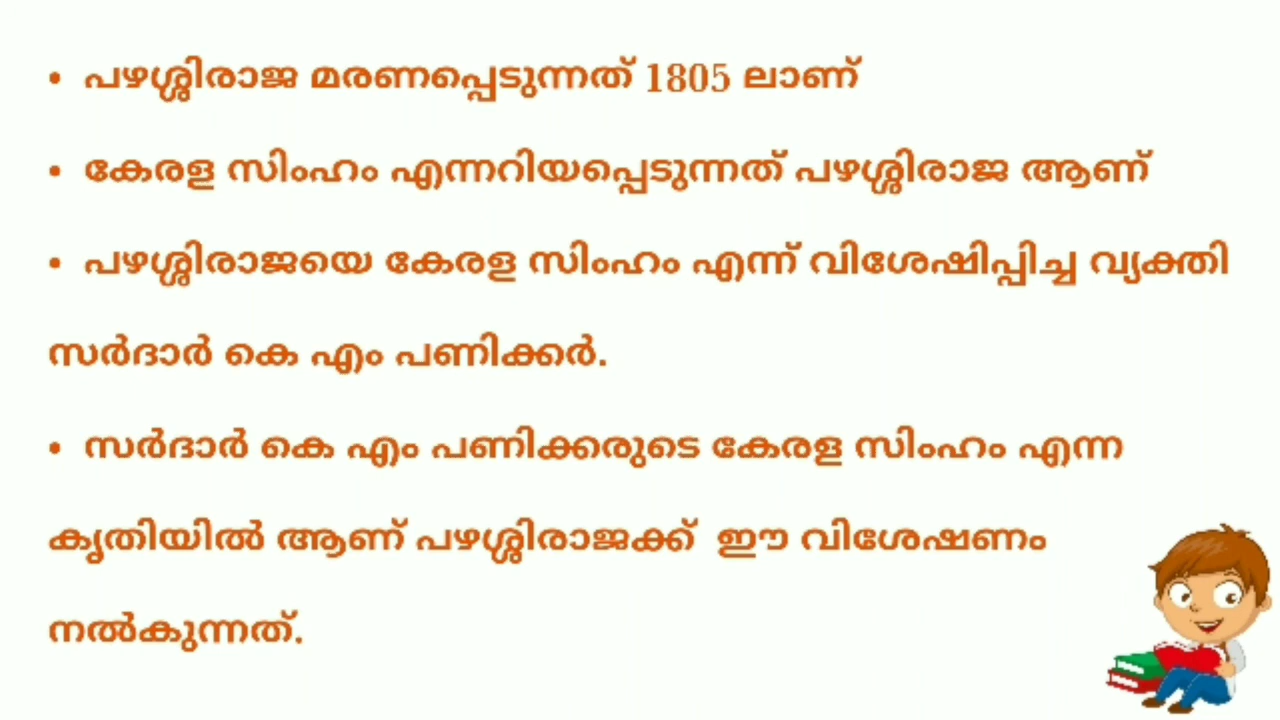 • പഴശ്ശിരാജ മരണപ്പെടുന്നത് 1805 ലാണ്
• കേരള സിംഹം എന്നറിയപ്പെടുന്നത് പഴശ്ശിരാജ ആണ്
• പഴശ്ശിരാജയെ കേരള സിംഹം എന്ന് വിശേഷിപ്പിച്ച വ്യക്തി
സർദാർ കെ എം പണിക്കർ.
• സർദാർ കെ എം പണിക്കരുടെ കേരള സിംഹം എന്ന
കൃതിയിൽ ആണ് പഴശ്ശിരാജക്ക് ഈ വിശേഷണം
നൽകുന്നത്.